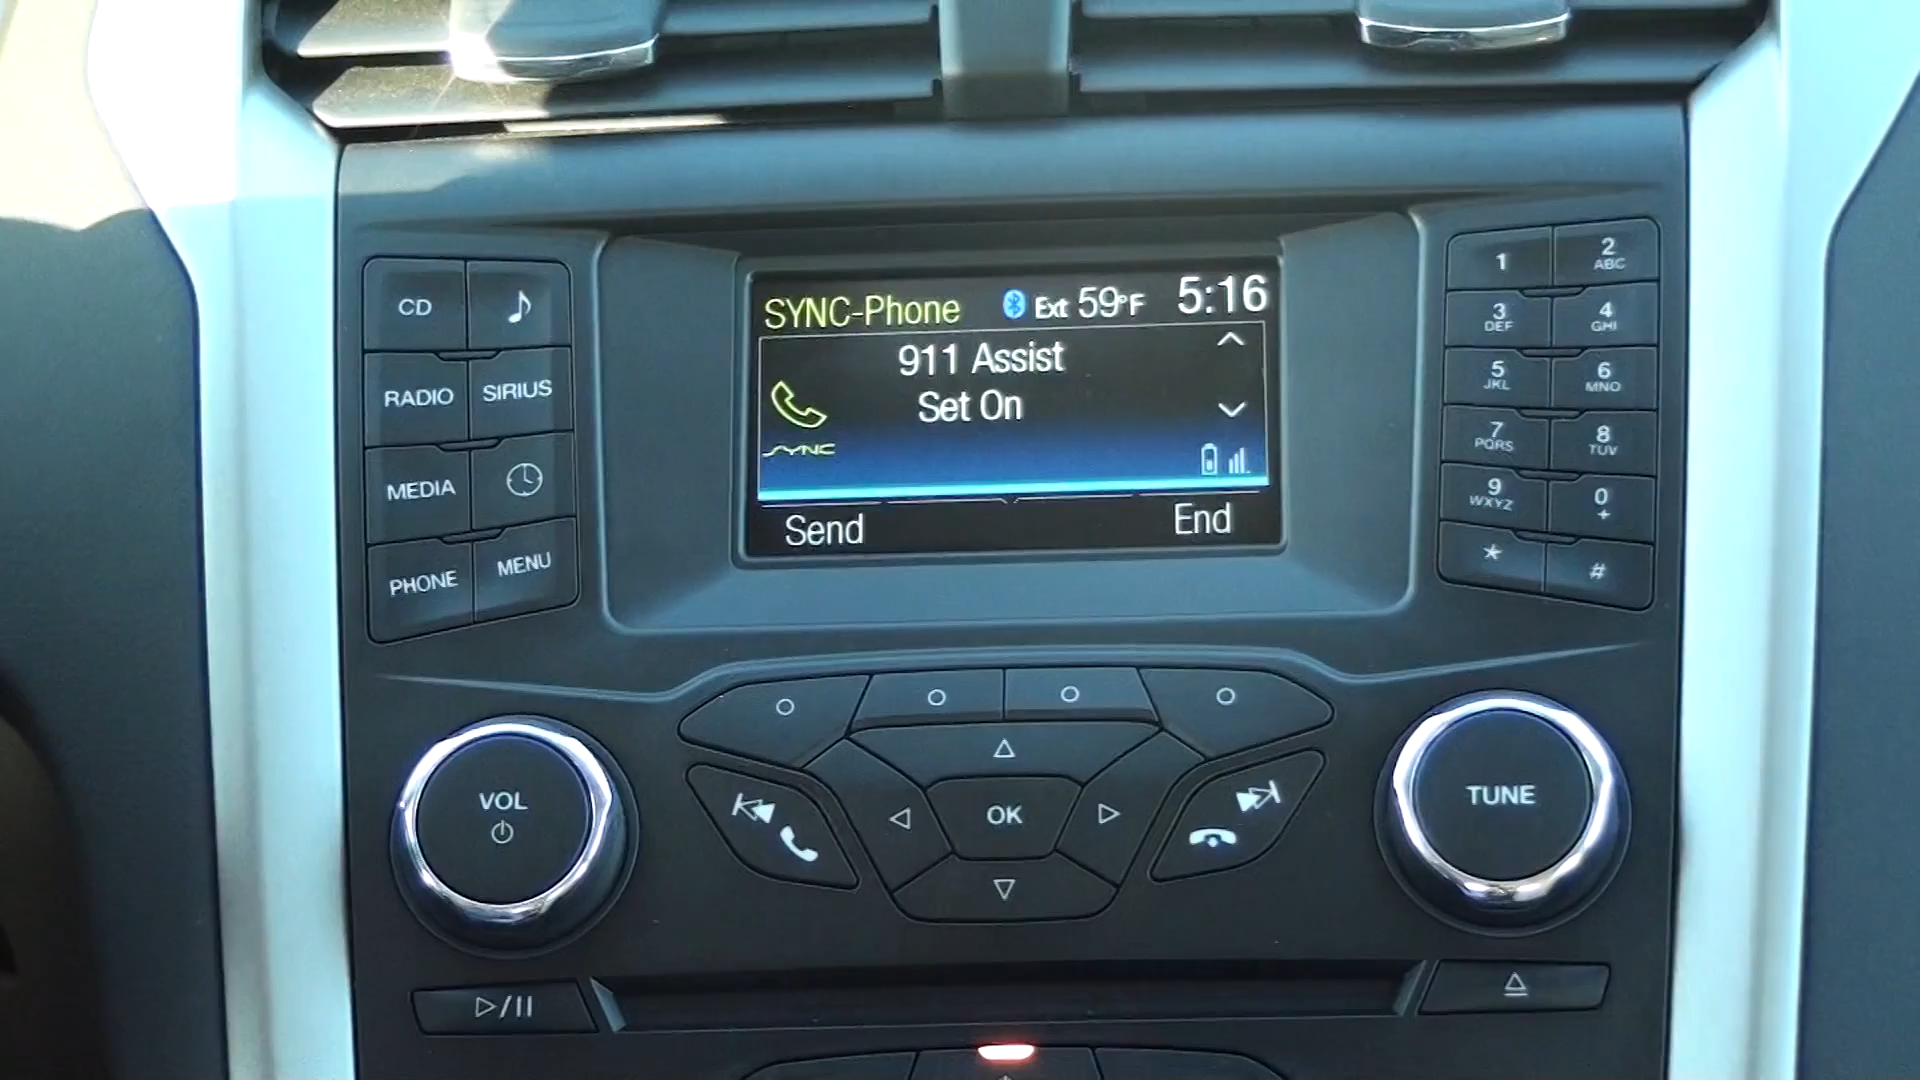 SYNC-Phone Ext 59°F 5:16
911 Assist
Set On
SYNC
Send End
CD
RADIO SIRIUS
MEDIA
PHONE MENU
1 2 ABC
3 DEF 4 GHI
5 JKL 6 MNO
7 PQRS 8 TUV
9 WXYZ 0 +
* #
VOL
OK
TUNE